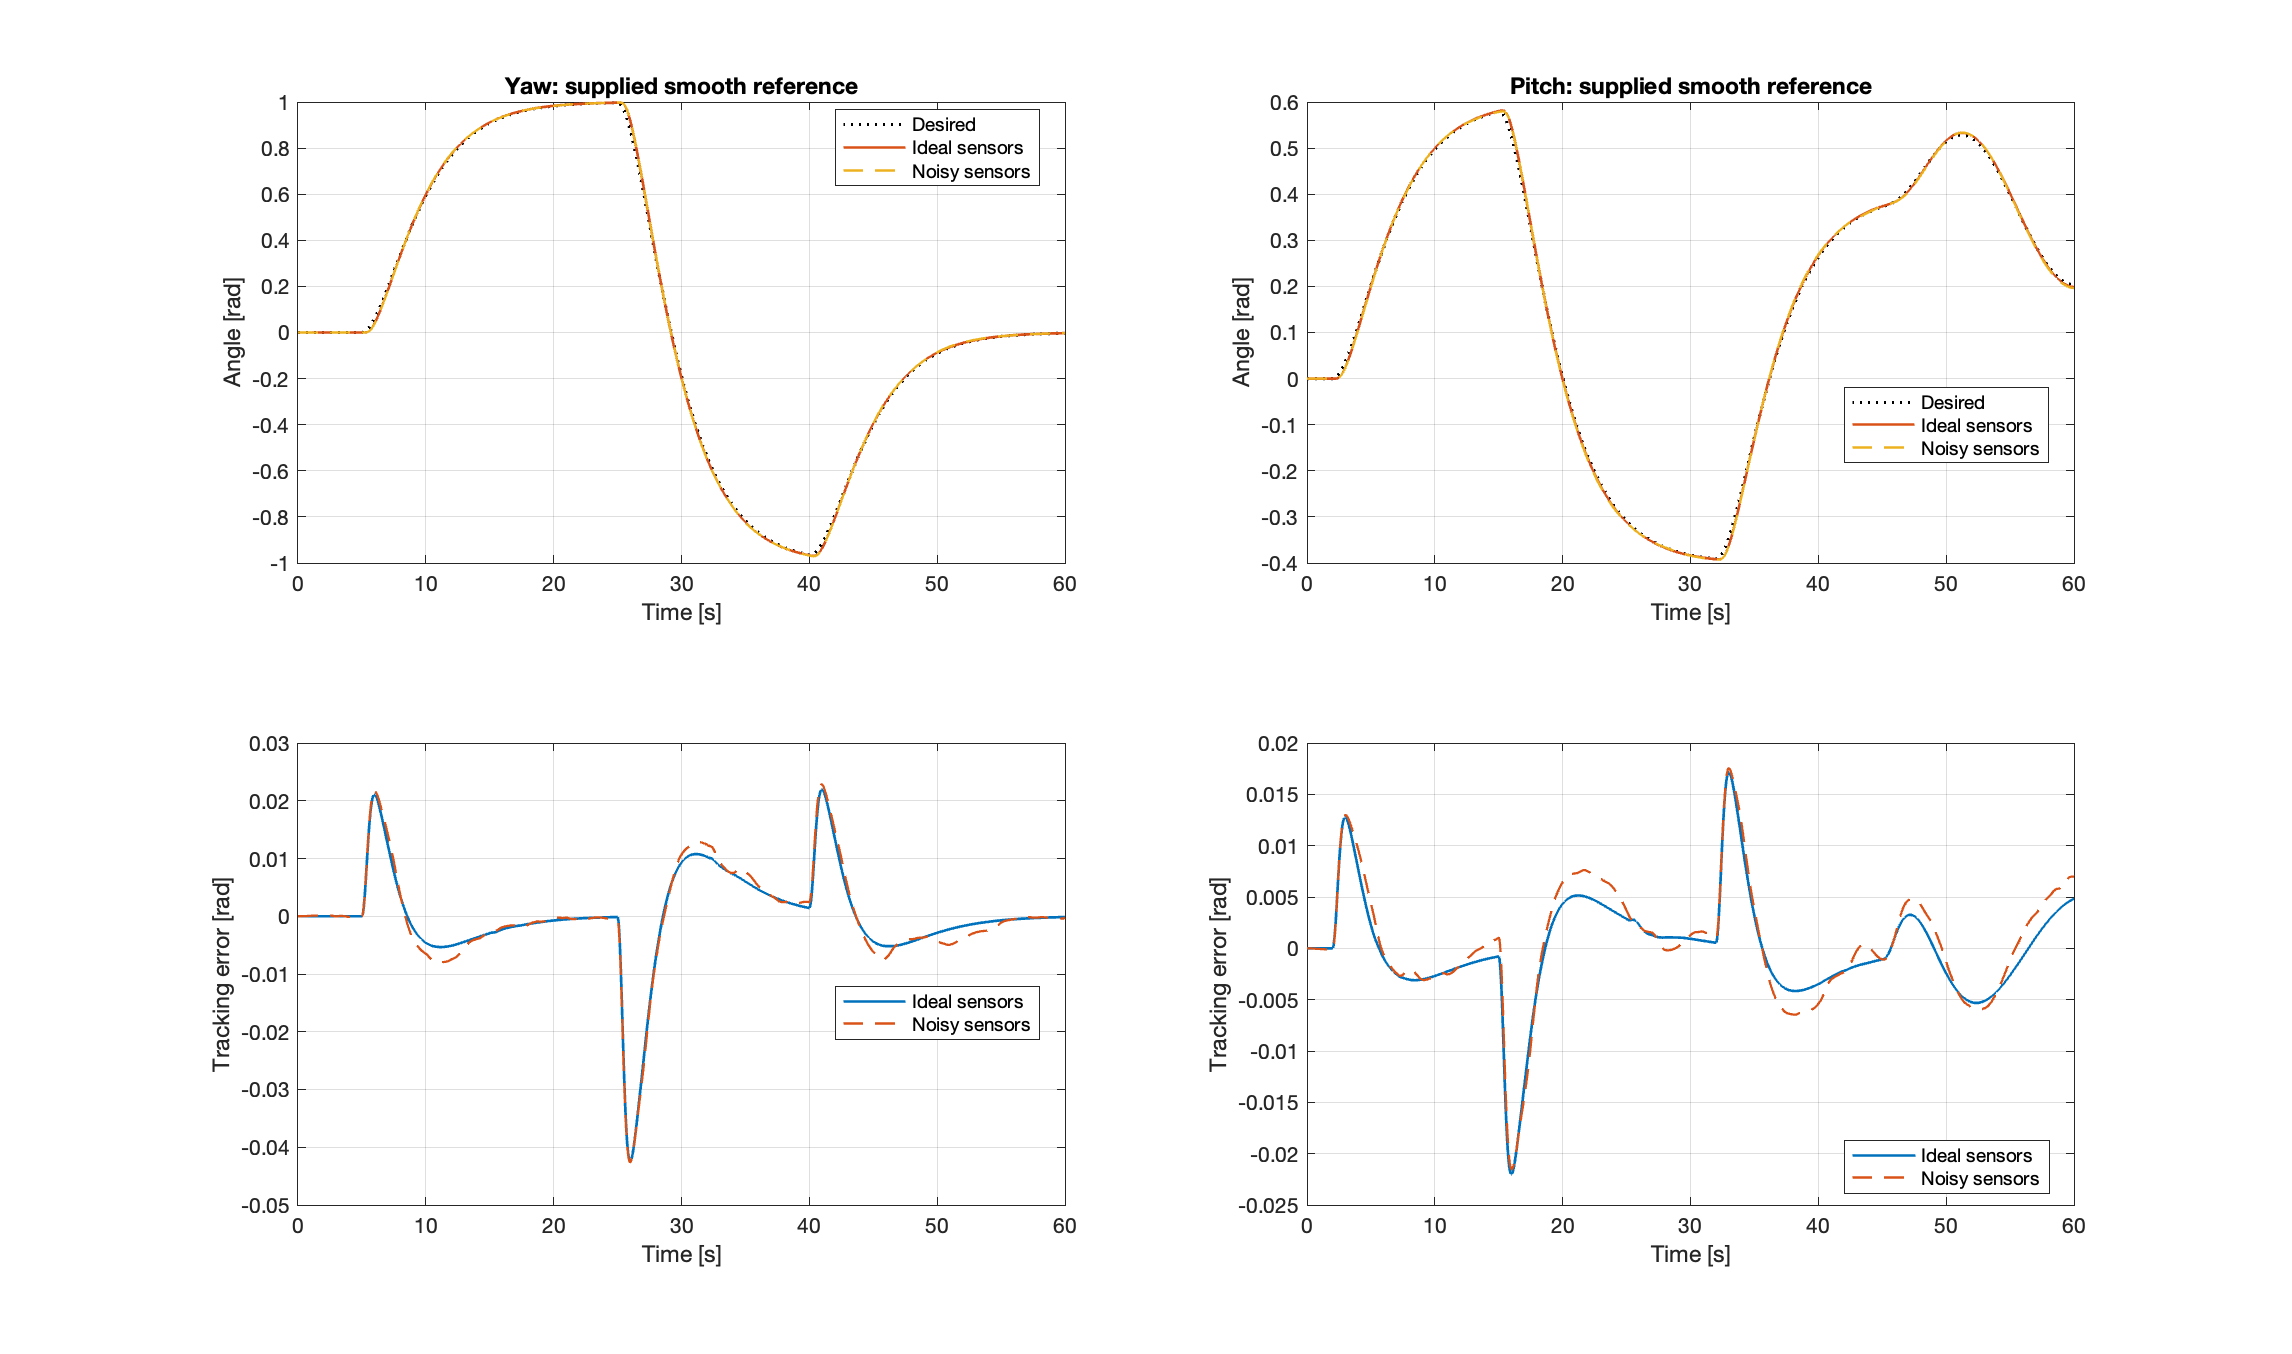 Yaw: supplied smooth reference
1
0.8
0.6
0.4
0.2
0
-0.2
-0.4
-0.6
-0.8
-1
Angle [rad]
0 10 20 30 40 50 60
Time [s]
Desired
Ideal sensors
Noisy sensors
Pitch: supplied smooth reference
0.6
0.5
0.4
0.3
0.2
0.1
0
-0.1
-0.2
-0.3
-0.4
Angle [rad]
0 10 20 30 40 50 60
Time [s]
Desired
Ideal sensors
Noisy sensors
0.03
0.02
0.01
0
-0.01
-0.02
-0.03
-0.04
-0.05
Tracking error [rad]
0 10 20 30 40 50 60
Time [s]
Ideal sensors
Noisy sensors
0.02
0.015
0.01
0.005
0
-0.005
-0.01
-0.015
-0.02
-0.025
Tracking error [rad]
0 10 20 30 40 50 60
Time [s]
Ideal sensors
Noisy sensors